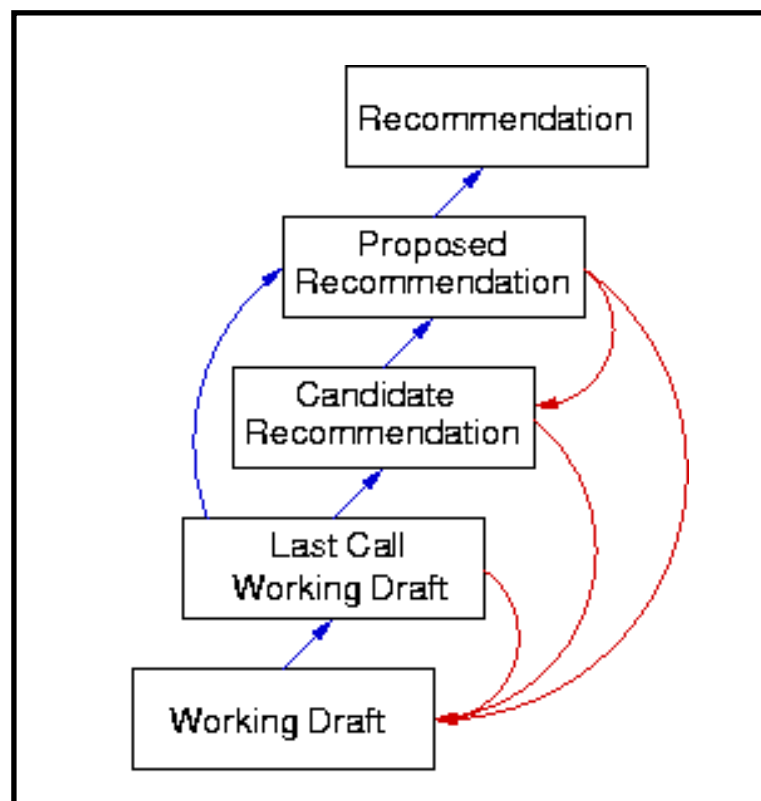 Recommendation
Proposed
Recommendation
Candidate
Recommendation
Last Call
Working Draft
Working Draft